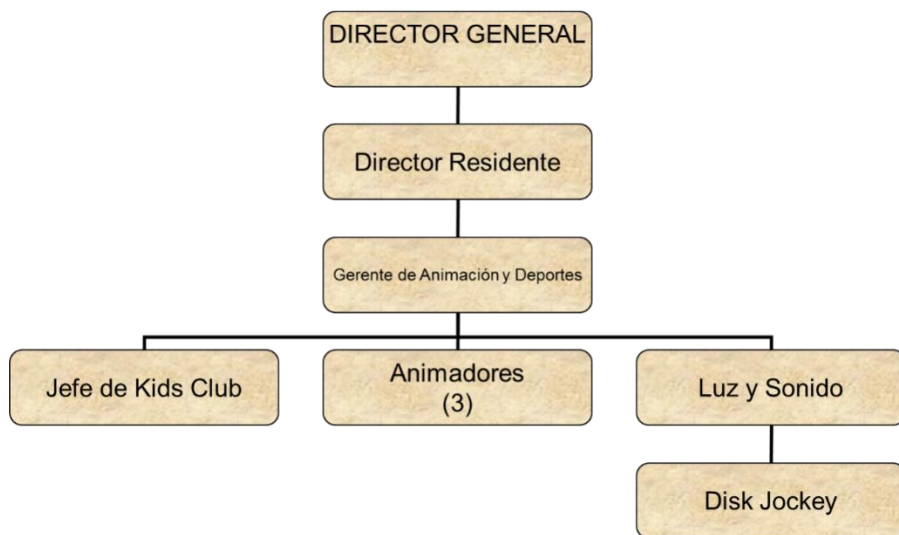 DIRECTOR GENERAL
Director Residente
Gerente de Animación y Deportes
Jefe de Kids Club
Animadores
(3)
Luz y Sonido
Disk Jockey